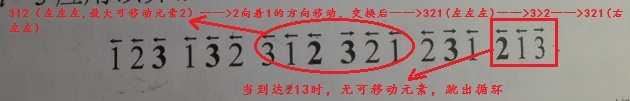 312（左左左,最大可移动元素2）——>2向着1的方向移动，交换后——>321(左左左)——>3>2——>321(右左左)
1 2 3 1 3 2 3 1 2 3 2 1 2 3 1 2 1 3
当到达213时，无可移动元素，跳出循环